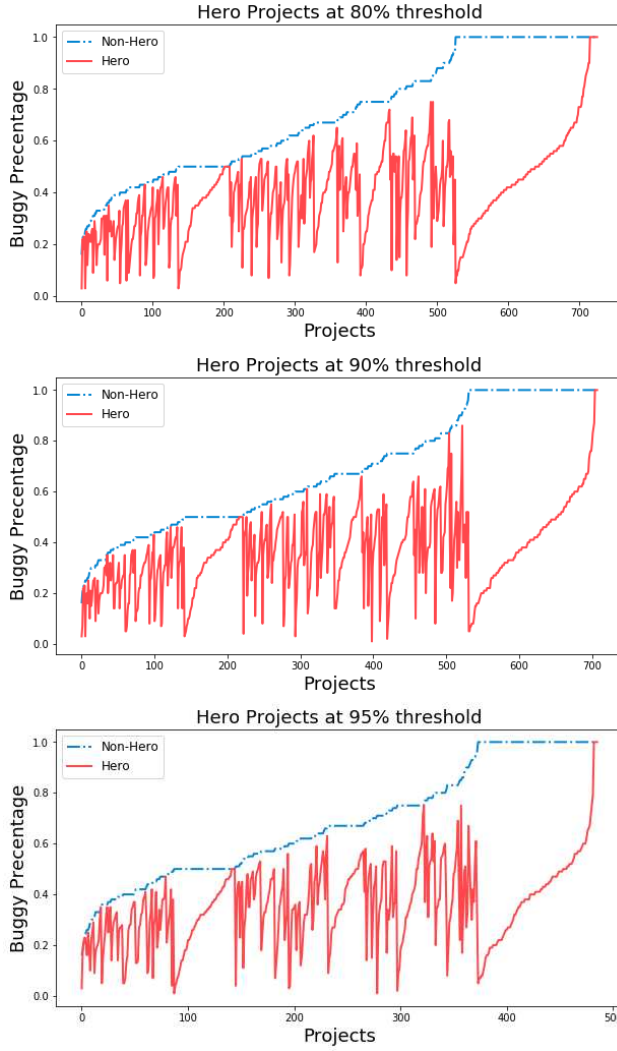 Hero Projects at 80% threshold
1.0
0.8
0.6
0.4
0.2
0.0
Buggy Precentage
Non-Hero
Hero
0 100 200 300 400 500 600 700
Projects
Hero Projects at 90% threshold
1.0
0.8
0.6
0.4
0.2
0.0
Buggy Precentage
Non-Hero
Hero
0 100 200 300 400 500 600 700
Projects
Hero Projects at 95% threshold
1.0
0.8
0.6
0.4
0.2
0.0
Buggy Precentage
Non-Hero
Hero
0 100 200 300 400
Projects